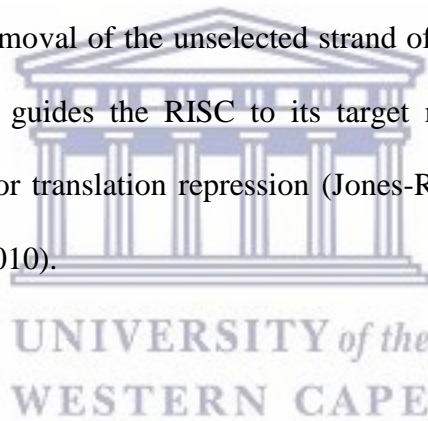 moval of the unselected strand of
guides the RISC to its target
or translation repression (Jones-R
010).
UNIVERSITY of the
WESTERN CAPE